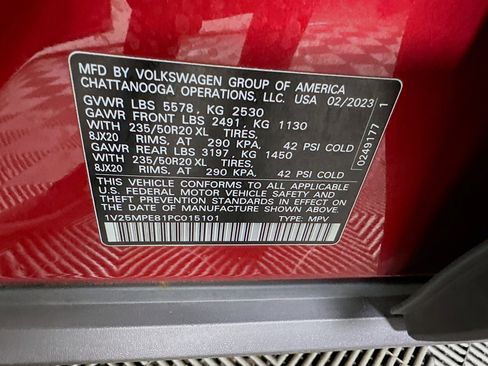 MFD BY VOLKSWAGEN GROUP OF AMERICA
CHATTANOOGA OPERATIONS, LLC. USA 02/2023
GVWR LBS 5578, KG 2530
GAWR FRONT LBS 2491, KG 1130
WITH 235/50R20 XL TIRES,
8JX20 RIMS, AT 290 KPA, 42 PSI COLD
GAWR REAR LBS 3197, KG 1450
WITH 235/50R20 XL TIRES,
8JX20 RIMS, AT 290 KPA, 42 PSI COLD
THIS VEHICLE CONFORMS TO ALL APPLICABLE
U.S. FEDERAL MOTOR VEHICLE SAFETY AND
THEFT PREVENTION STANDARDS IN EFFECT ON
THE DATE OF MANUFACTURE SHOWN ABOVE.
1V25MPE81PC015101 TYPE: MPV
0249177 1